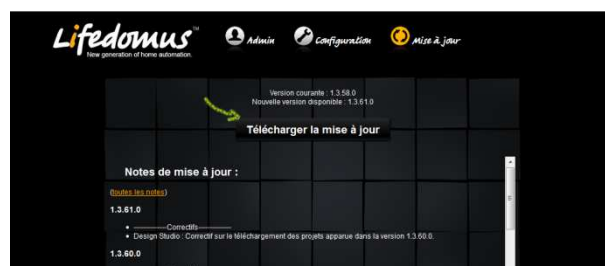 Lifedomus™
New generation of home automation.
Admin
Configuration
Mise à jour
Version courante : 1.3.58.0
Nouvelle version disponible : 1.3.61.0
Télécharger la mise à jour
Notes de mise à jour :
(toutes les notes)
1.3.61.0
• ----------------Correctifs----------------
• Design Studio : Correctif sur le téléchargement des projets apparue dans la version 1.3.60.0.
1.3.60.0